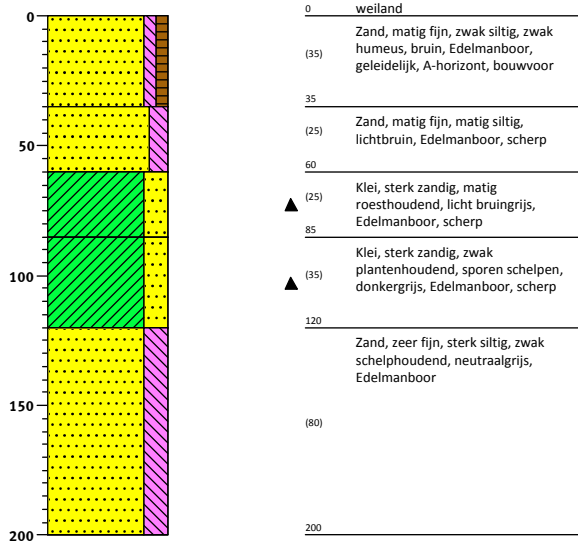 0
50
100
150
200
0 weiland
Zand, matig fijn, zwak siltig, zwak
(35) humeus, bruin, Edelmanboor,
geleidelijk, A-horizont, bouwvoor
35
Zand, matig fijn, matig siltig,
(25) lichtbruin, Edelmanboor, scherp
60
(25) Klei, sterk zandig, matig
roesthoudend, licht bruingrijs,
Edelmanboor, scherp
85
Klei, sterk zandig, zwak
(35) plantenhoudend, sporen schelpen,
donkergrijs, Edelmanboor, scherp
120
Zand, zeer fijn, sterk siltig, zwak
schelphoudend, neutraalgrijs,
Edelmanboor
(80)
200